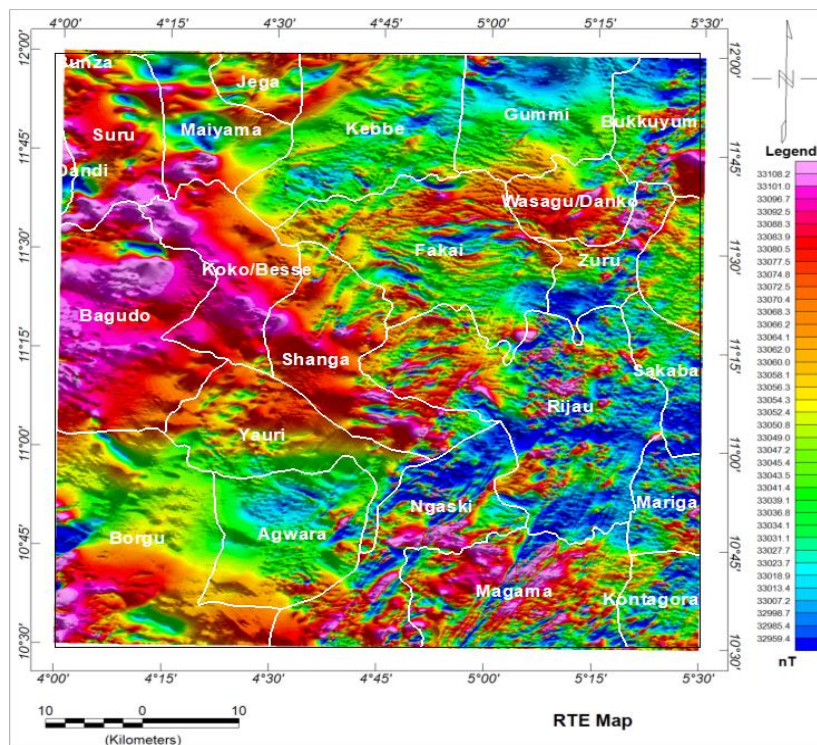 4°00' 4°15' 4°30' 4°45' 5°00' 5°15' 5°30'
12°00' 12°00'
Bunza
Jega
Gummi
Suru Maiyama Kebbe Bukkuyum
11°45' 11°45'
Legend
Dandi
Wasagu/Danko
11°30' 11°30'
Fakai
Koko/Besse Zuru
Bagudo
11°15' 11°15'
Shanga
Sakaba
Rijau
Yauri
11°00' 11°00'
Ngaski Mariga
Borgu Agwara
10°45' 10°45'
Magama Kontagora
10°30' 10°30'
4°00' 4°15' 4°30' 4°45' 5°00' 5°15' 5°30'
33108.2
33101.0
33096.7
33092.5
33088.3
33083.9
33080.5
33077.5
33074.8
33072.5
33070.4
33068.3
33066.2
33064.1
33062.0
33060.0
33058.1
33056.3
33054.3
33052.4
33050.8
33049.0
33047.2
33045.4
33043.5
33041.4
33039.1
33036.8
33034.1
33031.1
33027.7
33023.7
33018.9
33013.4
33007.2
33002.2
32998.7
32985.4
32959.4
nT
10 0 10
(Kilometers)
RTE Map